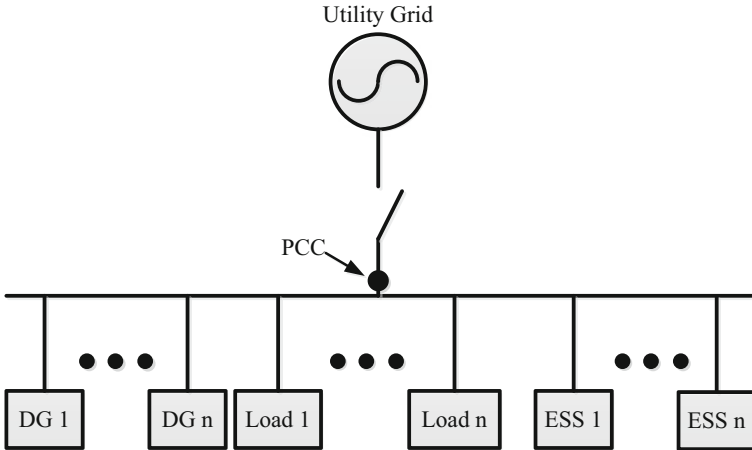 Utility Grid
PCC
DG 1
DG n
Load 1
Load n
ESS 1
ESS n